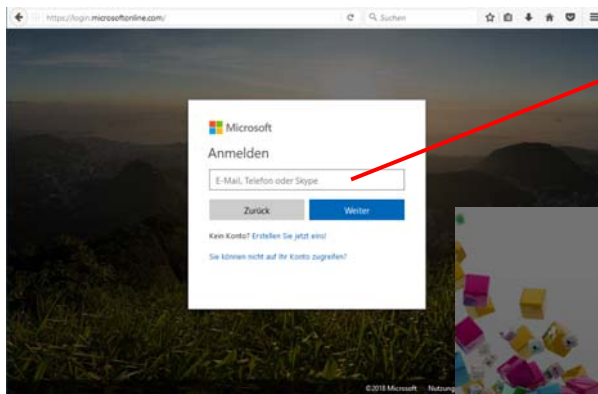 https://login.microsoftonline.com/
Suchen
Microsoft
Anmelden
E-Mail, Telefon oder Skype
Zurück
Weiter
Kein Konto? Erstellen Sie jetzt eins!
Sie können nicht auf Ihr Konto zugreifen?
©2018 Microsoft
Nutzung